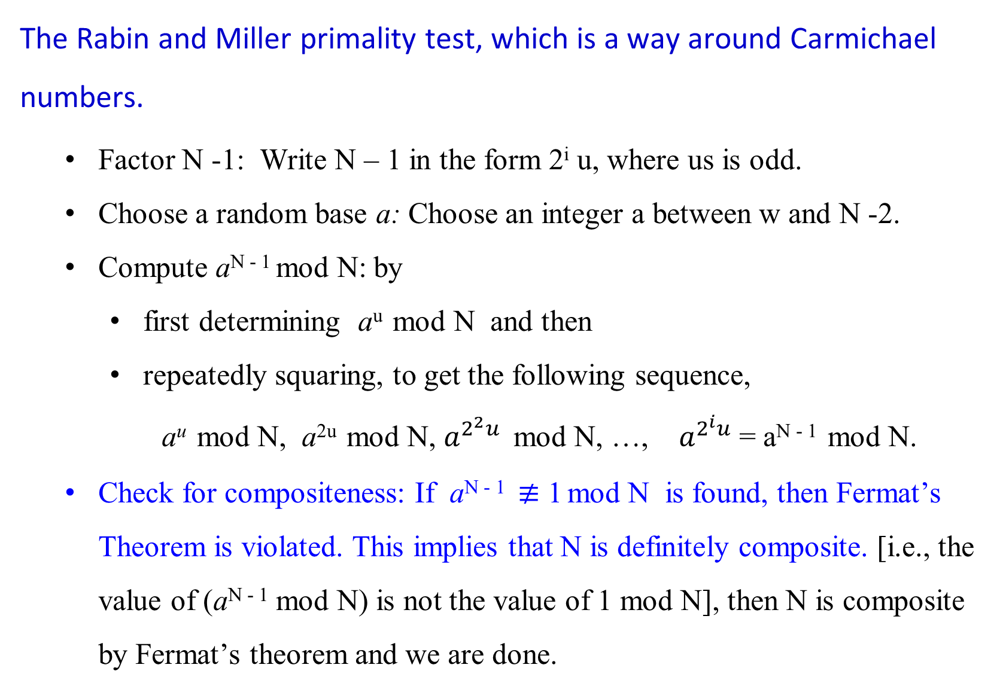 The Rabin and Miller primality test, which is a way around Carmichael
numbers.
• Factor N -1:  Write N – 1 in the form 2ⁱ u, where us is odd.
• Choose a random base a: Choose an integer a between w and N -2.
• Compute a^{N - 1} mod N: by
• first determining  a^{u} mod N  and then
• repeatedly squaring, to get the following sequence,
a^{u} mod N,  a^{2u} mod N, a^{2^{2}u}  mod N, …,   a^{2^{i}u} = a^{N - 1} mod N.
• Check for compositeness: If  a^{N - 1} ≢ 1 mod N  is found, then Fermat’s
Theorem is violated. This implies that N is definitely composite. [i.e., the
value of (a^{N - 1} mod N) is not the value of 1 mod N], then N is composite
by Fermat’s theorem and we are done.